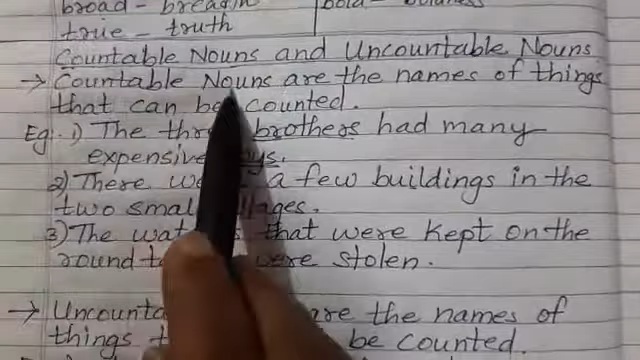 broad – breadth bold – boldness
true – truth
Countable Nouns and Uncountable Nouns
→ Countable Nouns are the names of things
that can be counted.
Eg:- 1) The brothers had many
expensive
2) There a few buildings in the
two small
3) The that were kept on the
round were stolen.
→ are the names of
things be counted.